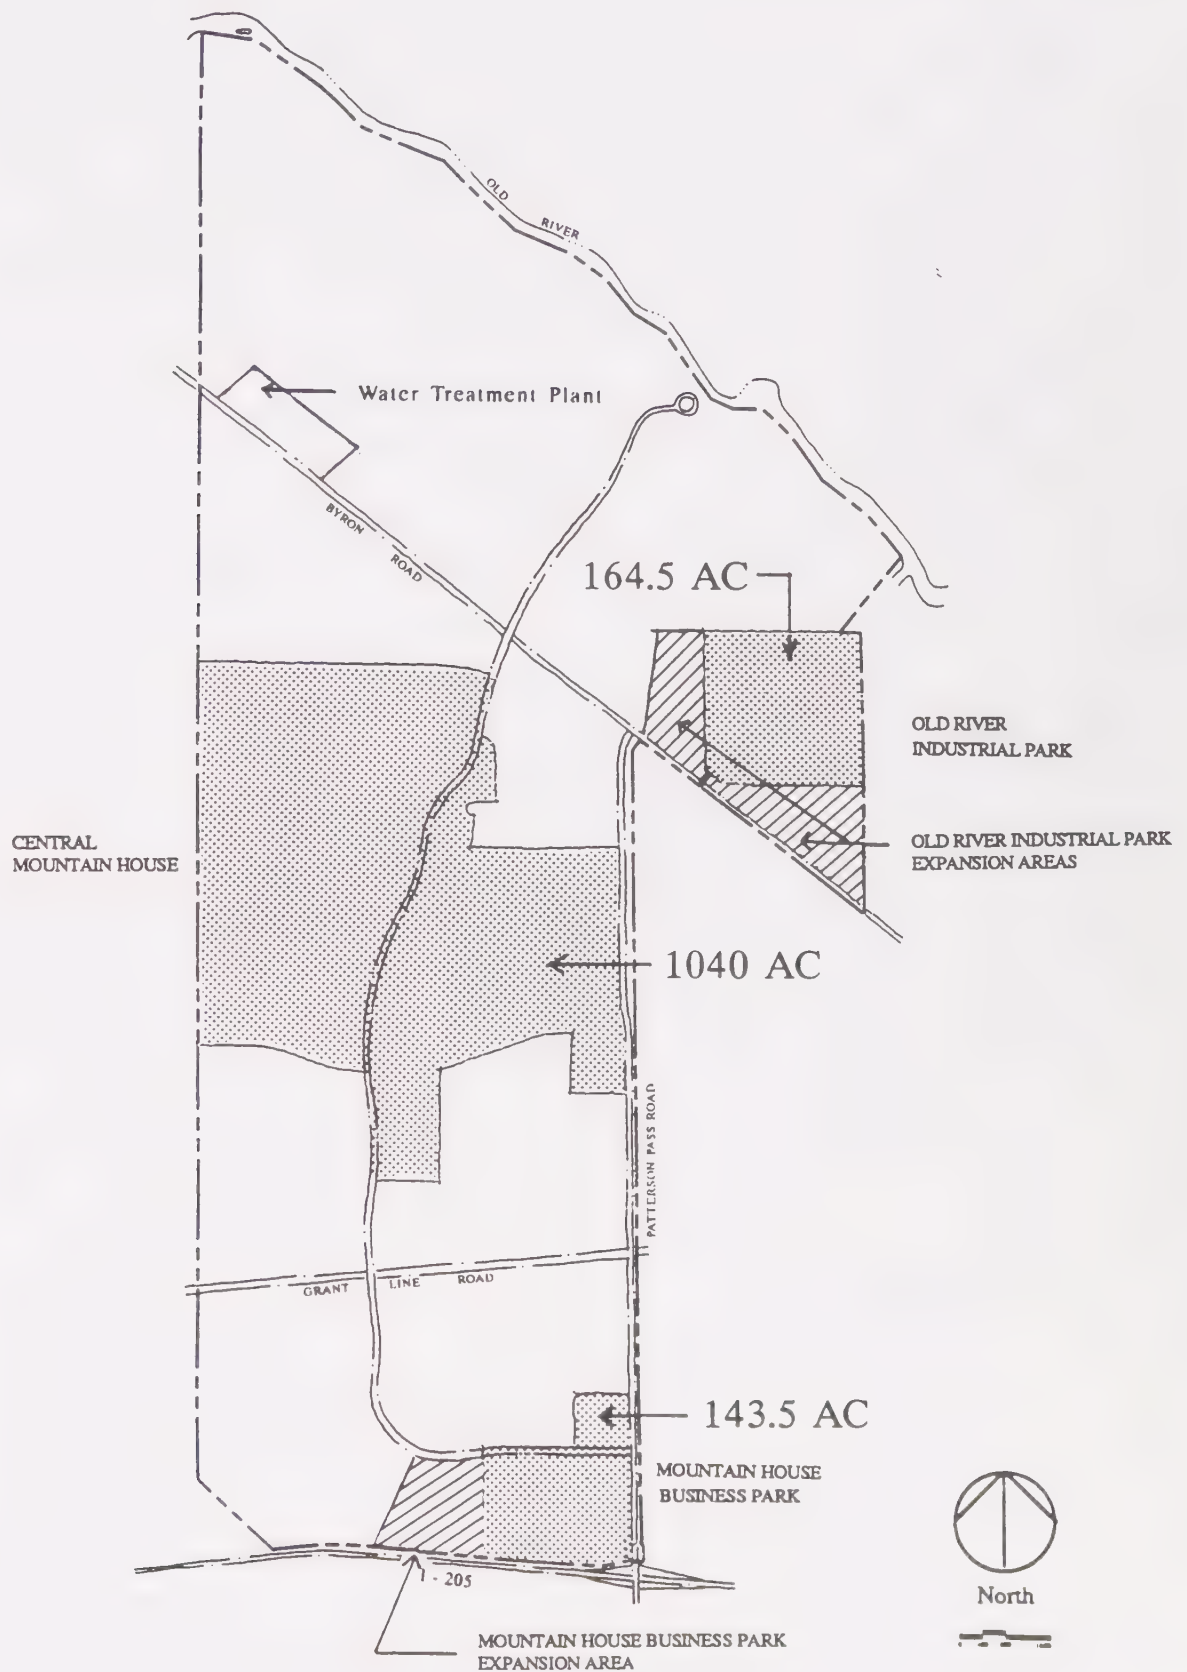 OLD
RIVER
Water Treatment Plant
BYRON
ROAD
164.5 AC
OLD RIVER
INDUSTRIAL PARK
CENTRAL
MOUNTAIN HOUSE
OLD RIVER INDUSTRIAL PARK
EXPANSION AREAS
1040 AC
PATTERSON PASS ROAD
GRANT LINE ROAD
143.5 AC
MOUNTAIN HOUSE
BUSINESS PARK
I - 205
North
MOUNTAIN HOUSE BUSINESS PARK
EXPANSION AREA